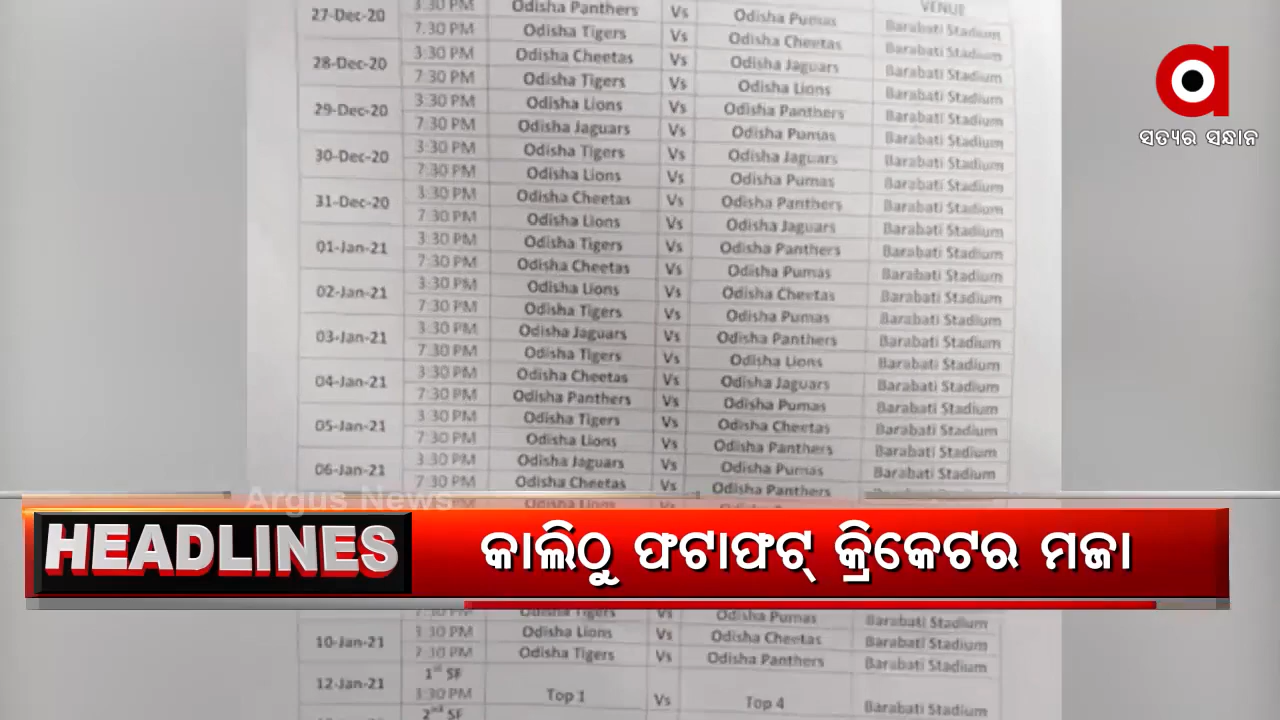 VENUE
27-Dec-20 3:30 PM Odisha Panthers Vs Odisha Pumas Barabati Stadium
7:30 PM Odisha Tigers Vs Odisha Cheetas Barabati Stadium
28-Dec-20 3:30 PM Odisha Cheetas Vs Odisha Jaguars Barabati Stadium
7:30 PM Odisha Tigers Vs Odisha Lions Barabati Stadium
29-Dec-20 3:30 PM Odisha Lions Vs Odisha Panthers Barabati Stadium
7:30 PM Odisha Jaguars Vs Odisha Pumas Barabati Stadium
30-Dec-20 3:30 PM Odisha Tigers Vs Odisha Jaguars Barabati Stadium
7:30 PM Odisha Lions Vs Odisha Pumas Barabati Stadium
31-Dec-20 3:30 PM Odisha Cheetas Vs Odisha Panthers Barabati Stadium
7:30 PM Odisha Lions Vs Odisha Jaguars Barabati Stadium
01-Jan-21 3:30 PM Odisha Tigers Vs Odisha Panthers Barabati Stadium
7:30 PM Odisha Cheetas Vs Odisha Pumas Barabati Stadium
02-Jan-21 3:30 PM Odisha Lions Vs Odisha Cheetas Barabati Stadium
7:30 PM Odisha Tigers Vs Odisha Pumas Barabati Stadium
03-Jan-21 3:30 PM Odisha Jaguars Vs Odisha Panthers Barabati Stadium
7:30 PM Odisha Tigers Vs Odisha Lions Barabati Stadium
04-Jan-21 3:30 PM Odisha Cheetas Vs Odisha Jaguars Barabati Stadium
7:30 PM Odisha Panthers Vs Odisha Pumas Barabati Stadium
05-Jan-21 3:30 PM Odisha Tigers Vs Odisha Cheetas Barabati Stadium
7:30 PM Odisha Lions Vs Odisha Panthers Barabati Stadium
06-Jan-21 3:30 PM Odisha Jaguars Vs Odisha Pumas Barabati Stadium
7:30 PM Odisha Cheetas Vs Odisha Panthers
ସତ୍ୟର ସନ୍ଧାନ
Argus News
HEADLINES
କାଲିଠୁ ଫଟାଫଟ୍ କ୍ରିକେଟର ମଜା
7:30 PM Odisha Tigers Vs Odisha Pumas Barabati Stadium
10-Jan-21 3:30 PM Odisha Lions Vs Odisha Cheetas Barabati Stadium
7:30 PM Odisha Tigers Vs Odisha Panthers Barabati Stadium
12-Jan-21 1st SF
3:30 PM Top 1 Vs Top 4 Barabati Stadium
2nd SF